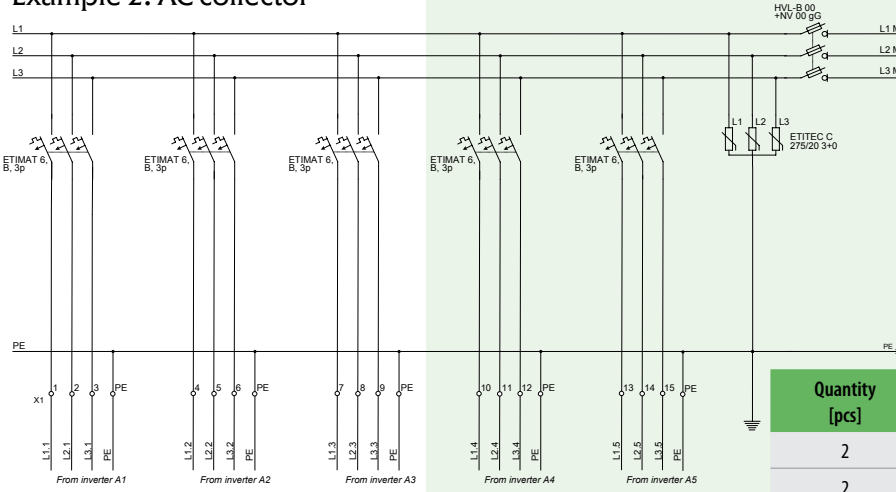 Example 2: AC collector
HVL-B 00
+NV 00 gG
L1
L1 M
L2
L2 M
L3
L3 M
L1 L2 L3
ETITEC C
275/20 3+0
ETIMAT 6,
B, 3p
ETIMAT 6,
B, 3p
ETIMAT 6,
B, 3p
ETIMAT 6,
B, 3p
ETIMAT 6,
B, 3p
PE
PE
X1
1 2 3 PE
4 5 6 PE
7 8 9 PE
10 11 12 PE
13 14 15 PE
L1.1 L2.1 L3.1 PE
L1.2 L2.2 L3.2 PE
L1.3 L2.3 L3.3 PE
L1.4 L2.4 L3.4 PE
L1.5 L2.5 L3.5 PE
From inverter A1
From inverter A2
From inverter A3
From inverter A4
From inverter A5
Quantity
[pcs]
2
2